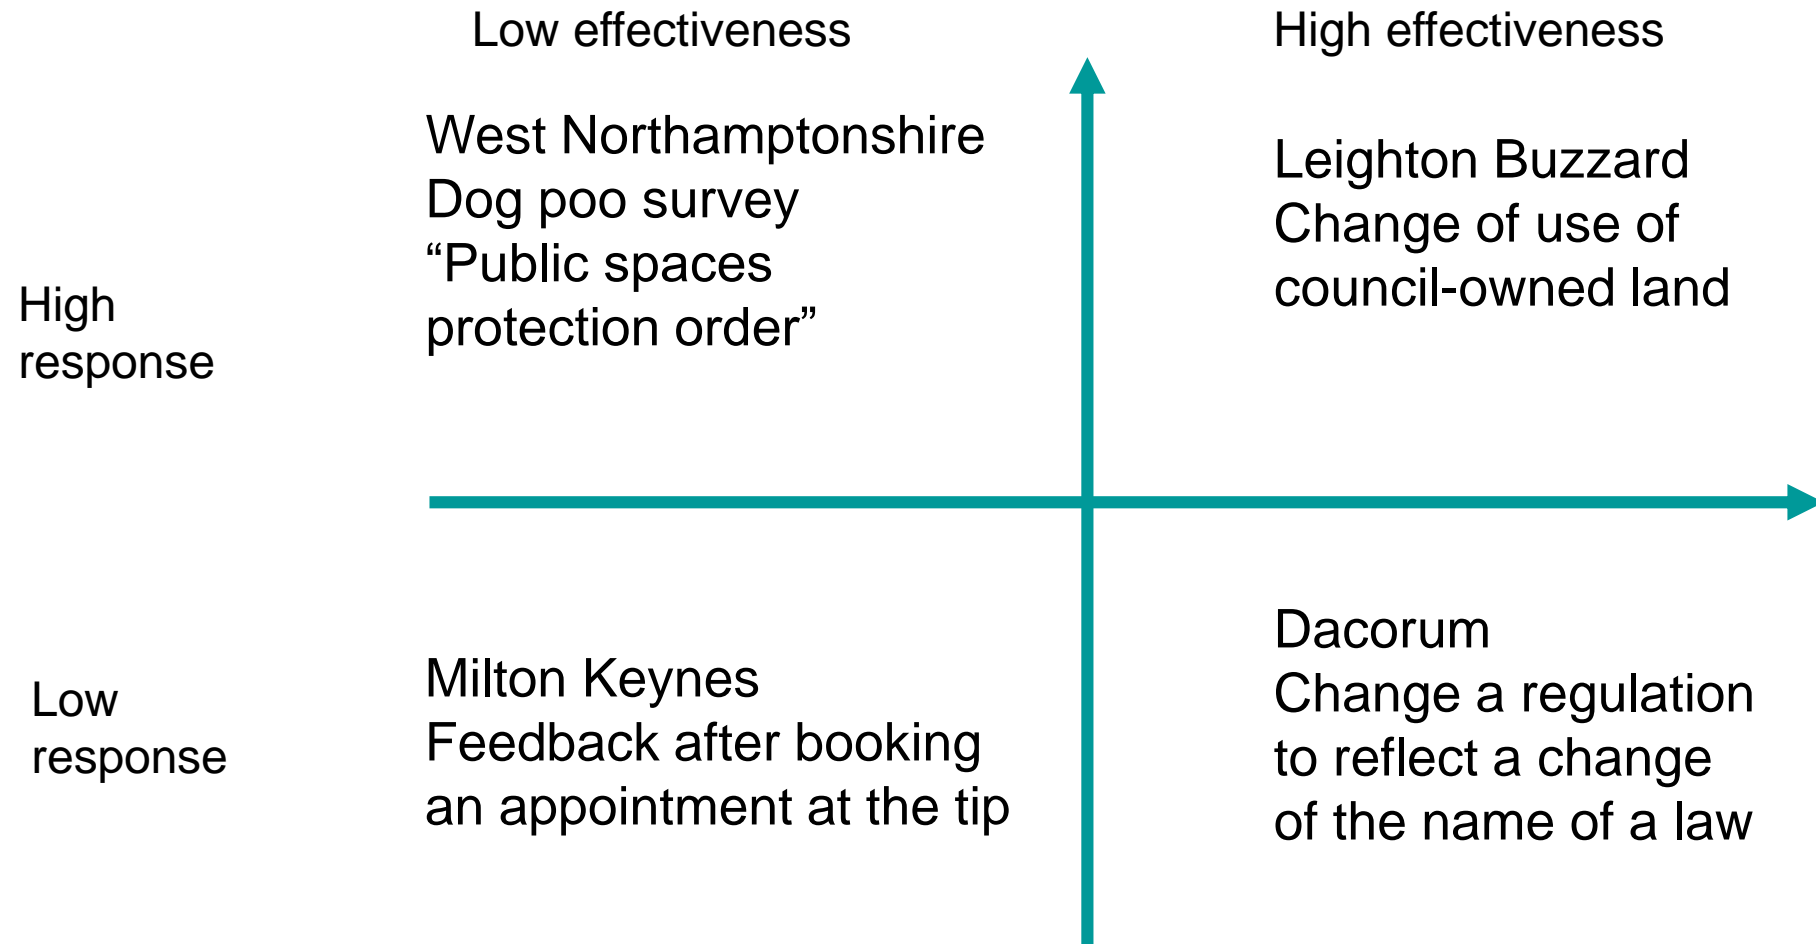 Low effectiveness
High effectiveness
High
response
West Northamptonshire
Dog poo survey
“Public spaces
protection order”
Leighton Buzzard
Change of use of
council-owned land
Low
response
Milton Keynes
Feedback after booking
an appointment at the tip
Dacorum
Change a regulation
to reflect a change
of the name of a law